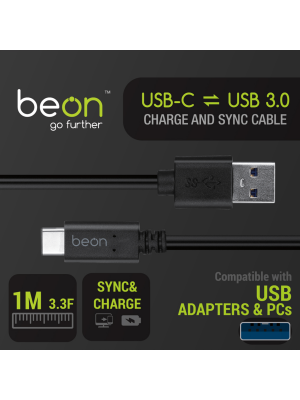 beon™
go further
USB-C ⇌ USB 3.0
CHARGE AND SYNC CABLE
beon
1M 3.3F
SYNC&
CHARGE
Compatible with
USB
ADAPTERS & PCs